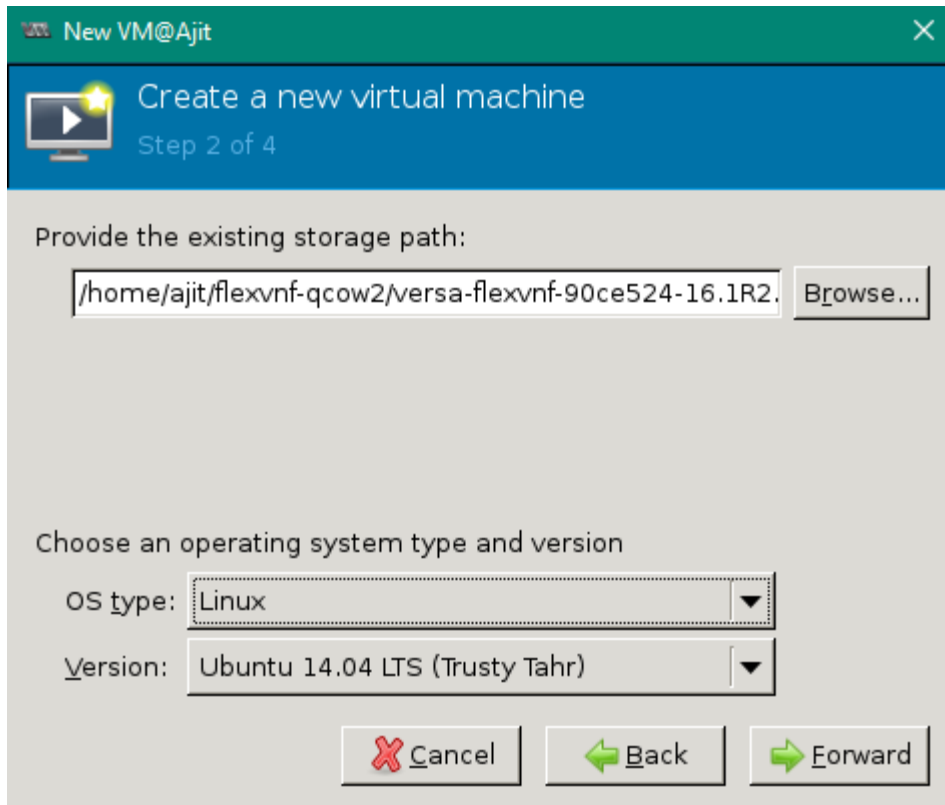 New VM@Ajit
Create a new virtual machine
Step 2 of 4
Provide the existing storage path:
/home/ajit/flexvnf-qcow2/versa-flexvnf-90ce524-16.1R2. Browse...
Choose an operating system type and version
OS type: Linux
Version: Ubuntu 14.04 LTS (Trusty Tahr)
Cancel Back Forward